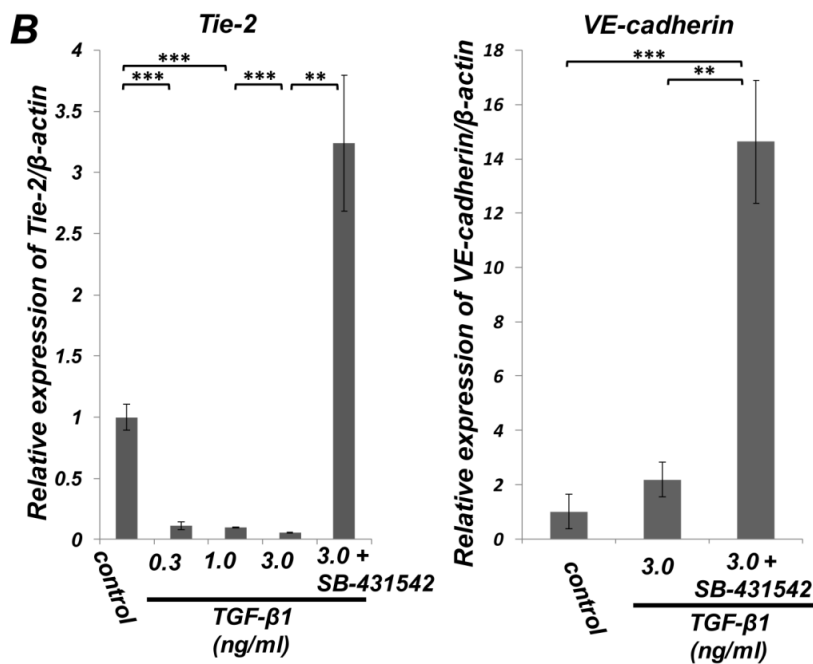 B
Tie-2
Relative expression of Tie-2/β-actin
4
3.5
3
2.5
2
1.5
1
0.5
0
*** 
*** *** **
control 0.3 1.0 3.0 3.0 +
SB-431542
TGF-β1
(ng/ml)
VE-cadherin
Relative expression of VE-cadherin/β-actin
18
16
14
12
10
8
6
4
2
0
***
**
control 3.0 3.0 +
SB-431542
TGF-β1
(ng/ml)